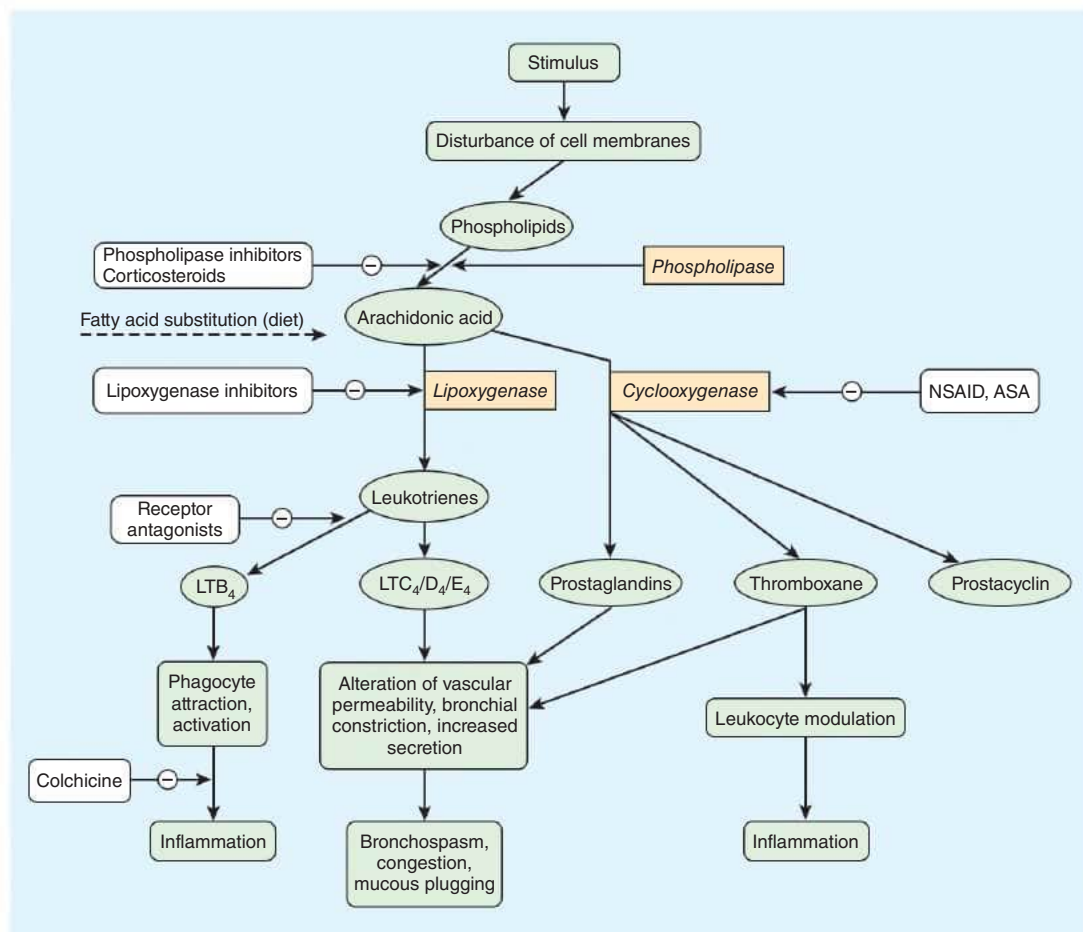 Stimulus
Disturbance of cell membranes
Phospholipids
Phospholipase inhibitors
Corticosteroids
−
Phospholipase
Fatty acid substitution (diet)
Arachidonic acid
Lipoxygenase inhibitors
−
Lipoxygenase
Cyclooxygenase
−
NSAID, ASA
Leukotrienes
Receptor
antagonists
−
LTB₄
LTC₄/D₄/E₄
Prostaglandins
Thromboxane
Prostacyclin
Phagocyte
attraction,
activation
Alteration of vascular
permeability, bronchial
constriction, increased
secretion
Leukocyte modulation
Colchicine
−
Inflammation
Bronchospasm,
congestion,
mucous plugging
Inflammation